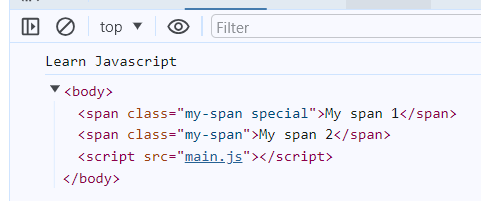 top
Filter
Learn Javascript
<body>
<span class="my-span special">My span 1</span>
<span class="my-span">My span 2</span>
<script src="main.js"></script>
</body>